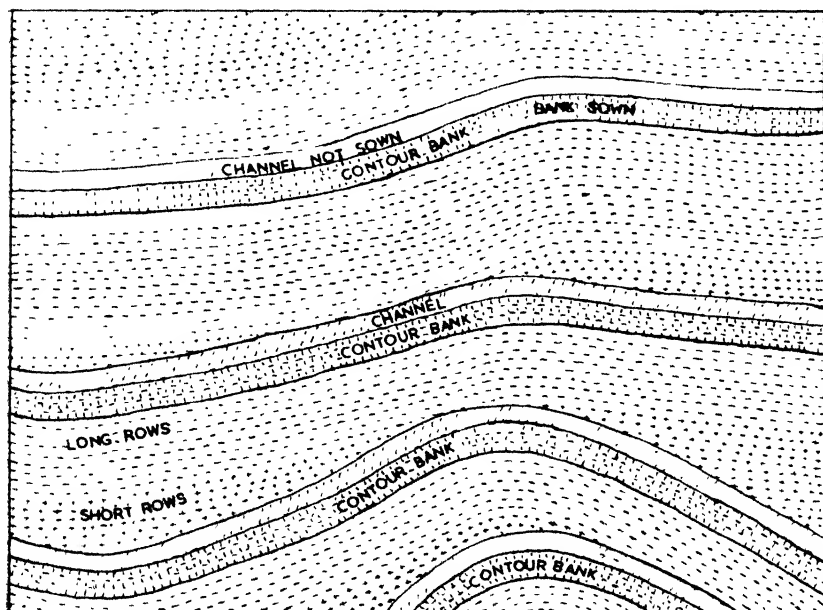 BANK SOWN
CHANNEL NOT SOWN
CONTOUR BANK
CHANNEL
CONTOUR BANK
LONG ROWS
CONTOUR BANK
SHORT ROWS
CONTOUR BANK